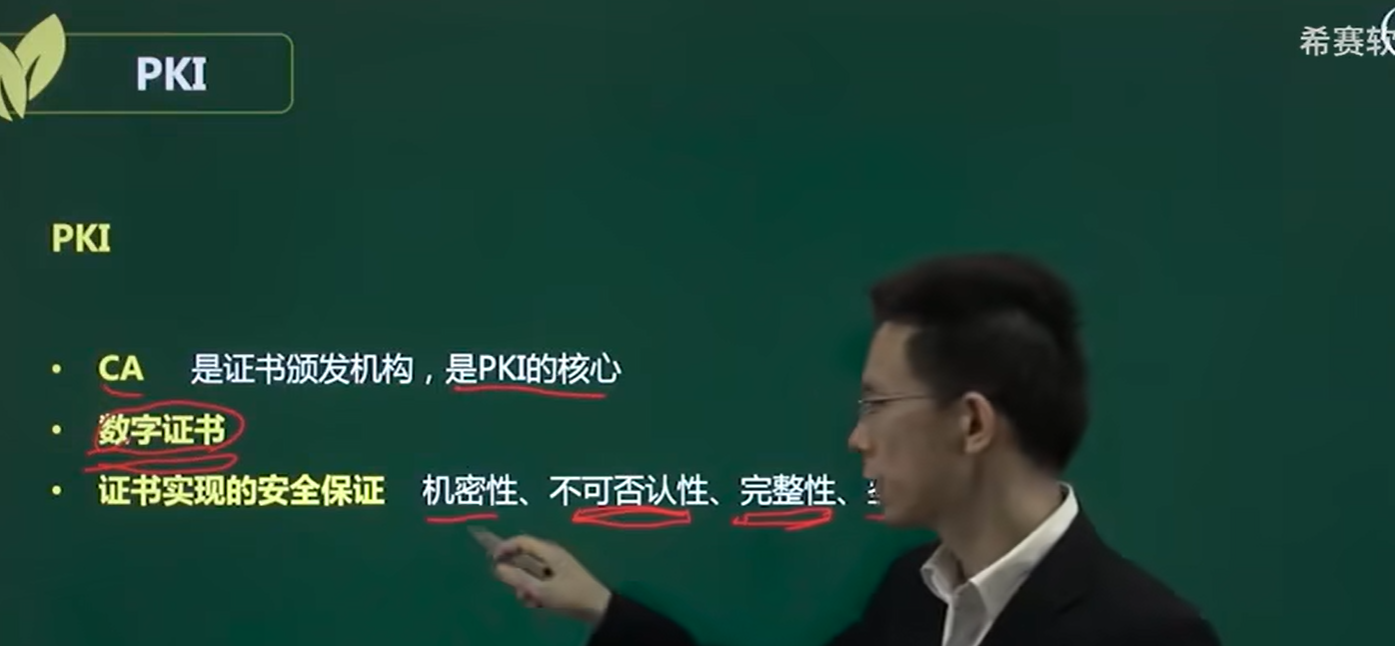 PKI
希赛软
PKI
• CA 是证书颁发机构，是PKI的核心
• 数字证书
• 证书实现的安全保证 机密性、不可否认性、完整性、